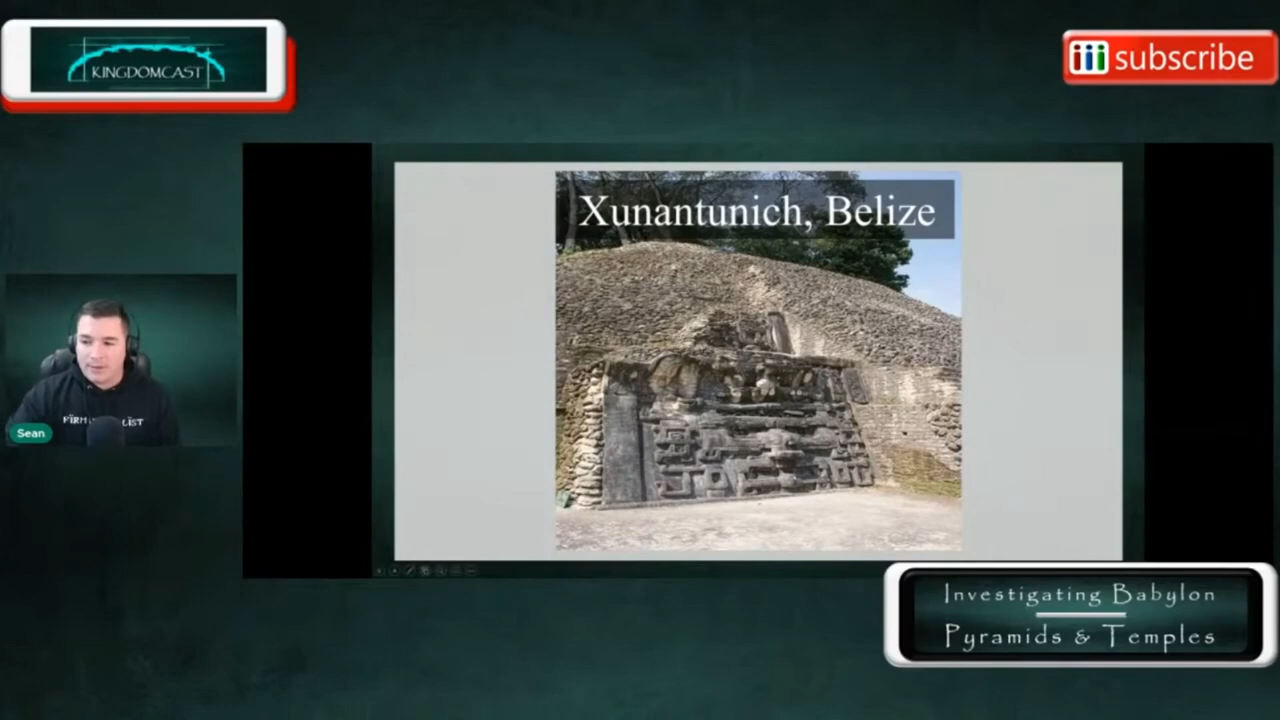 KINGDOMCAST
subscribe
Xunantunich, Belize
Sean
Investigating Babylon
Pyramids & Temples